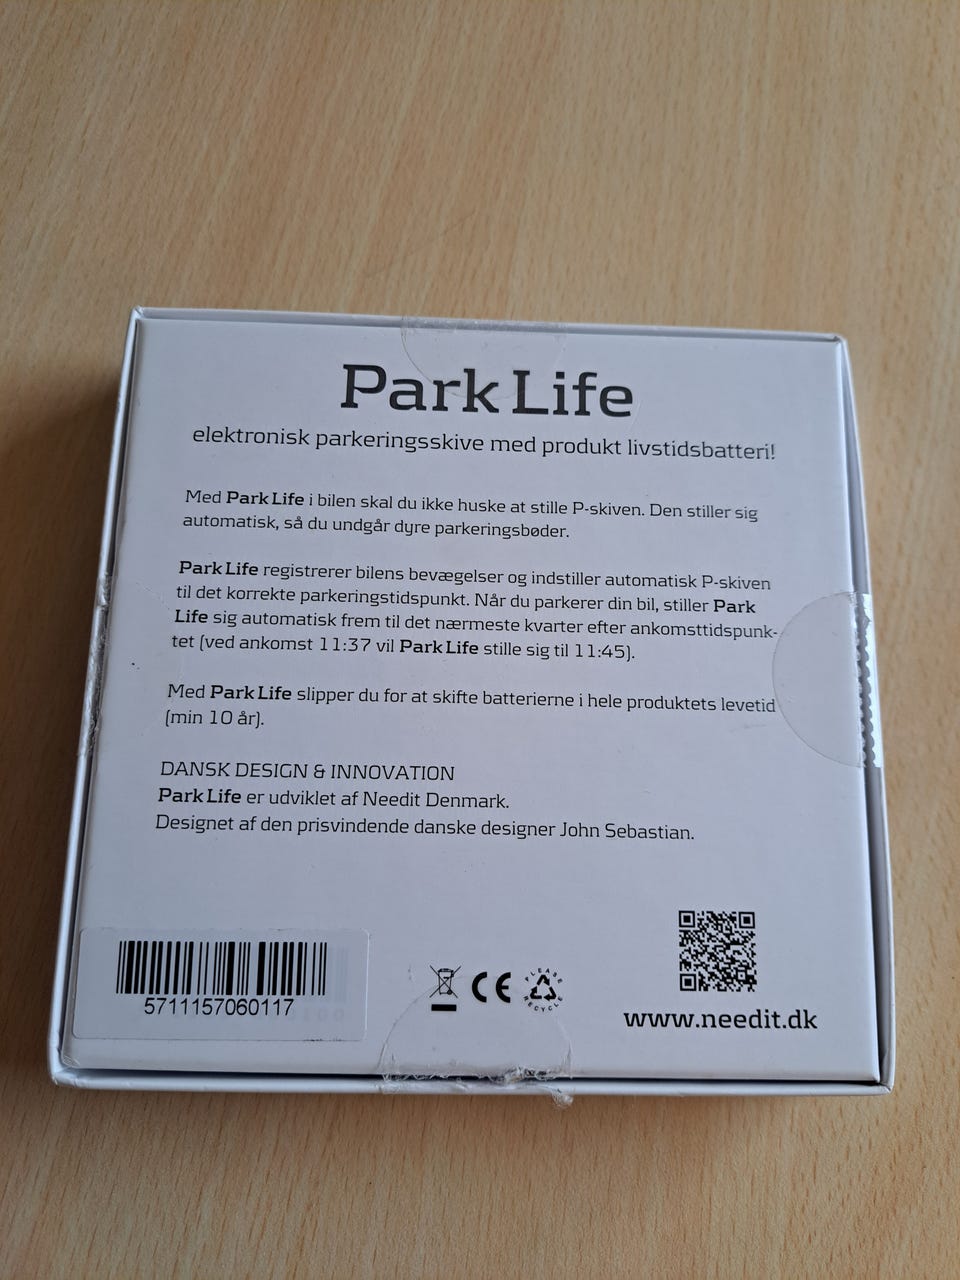 Park Life
elektronisk parkeringsskive med produkt livstidsbatteri!
Med Park Life i bilen skal du ikke huske at stille P-skiven. Den stiller sig
automatisk, så du undgår dyre parkeringsbøder.
Park Life registrerer bilens bevægelser og indstiller automatisk P-skiven
til det korrekte parkeringstidspunkt. Når du parkerer din bil, stiller Park
Life sig automatisk frem til det nærmeste kvarter efter ankomsttidspunk-
tet (ved ankomst 11:37 vil Park Life stille sig til 11:45).
Med Park Life slipper du for at skifte batterierne i hele produktets levetid
(min 10 år).
DANSK DESIGN & INNOVATION
Park Life er udviklet af Needit Denmark.
Designet af den prisvindende danske designer John Sebastian.
5711157060117
CE
PLEASE
RECYCLE
www.needit.dk